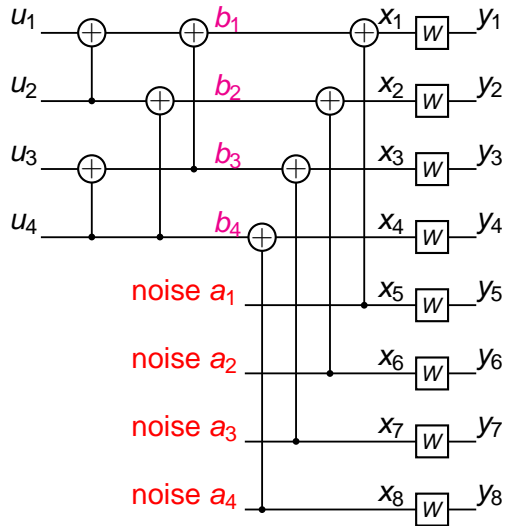 u1 b1 x1 W y1
u2 b2 x2 W y2
u3 b3 x3 W y3
u4 b4 x4 W y4
noise a1 x5 W y5
noise a2 x6 W y6
noise a3 x7 W y7
noise a4 x8 W y8